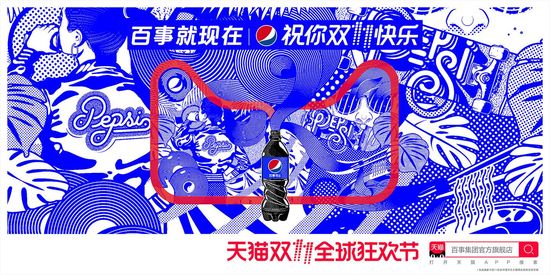 百事就现在 祝你双11快乐
Pepsi
Pepsi
PEPSI
PEPSI
百事可乐
天猫双11全球狂欢节
天猫 百事集团官方旗舰店
打开天猫APP搜索